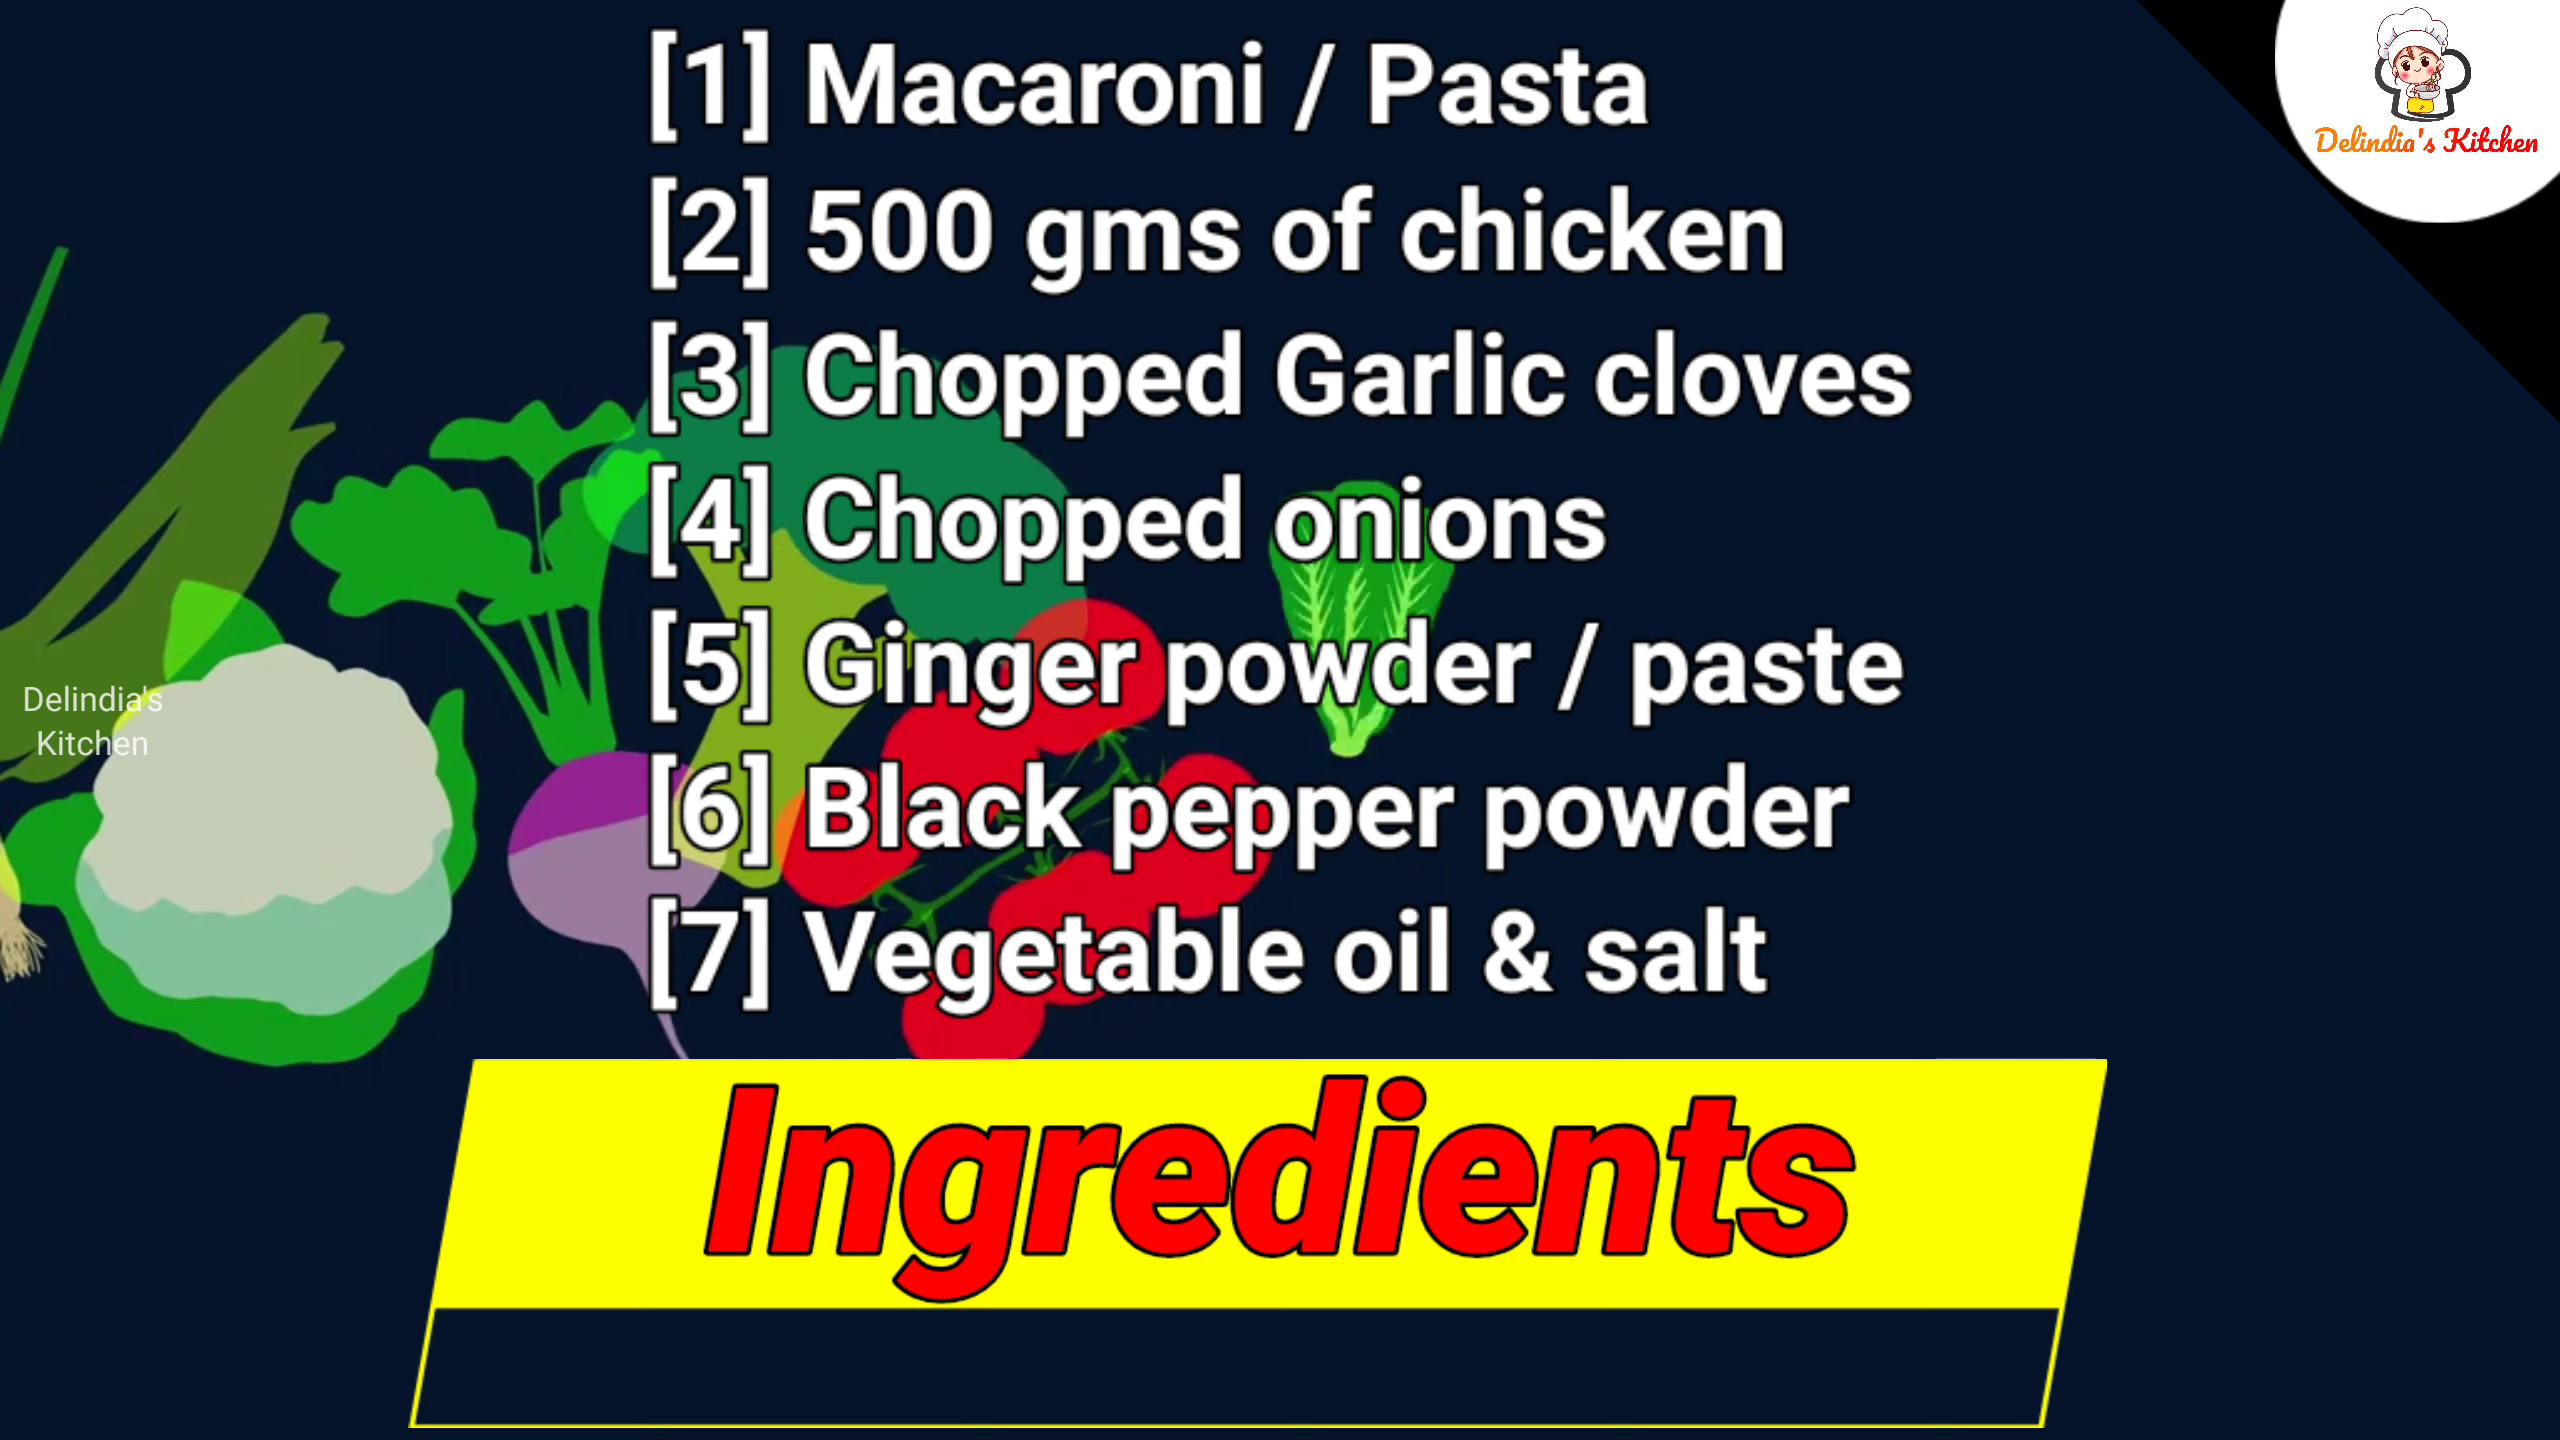 [1] Macaroni / Pasta
[2] 500 gms of chicken
[3] Chopped Garlic cloves
[4] Chopped onions
[5] Ginger powder / paste
[6] Black pepper powder
[7] Vegetable oil & salt
Ingredients
Delindia's Kitchen
Delindia's
Kitchen